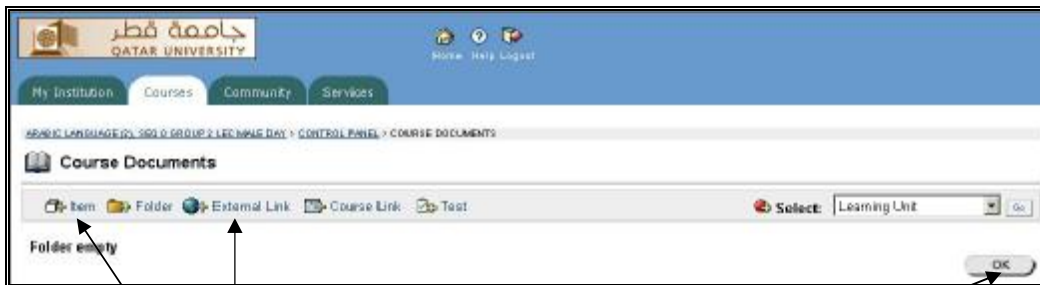 جامعة قطر
QATAR UNIVERSITY
Home Help Logout
My Institution Courses Community Services
ARABIC LANGUAGE (2), SEQ 0 GROUP 2 LEC MALE DAY > CONTROL PANEL > COURSE DOCUMENTS
Course Documents
Item Folder External Link Course Link Test Select: Learning Unit Go
Folder empty
OK